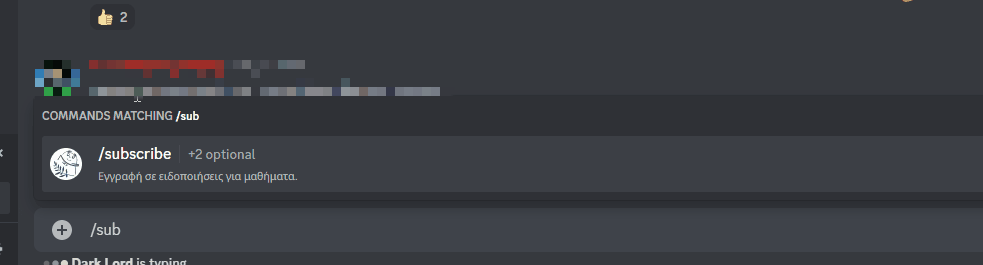 2
COMMANDS MATCHING /sub
/subscribe +2 optional
Εγγραφή σε ειδοποιήσεις για μαθήματα.
/sub
Dark Lord is typing